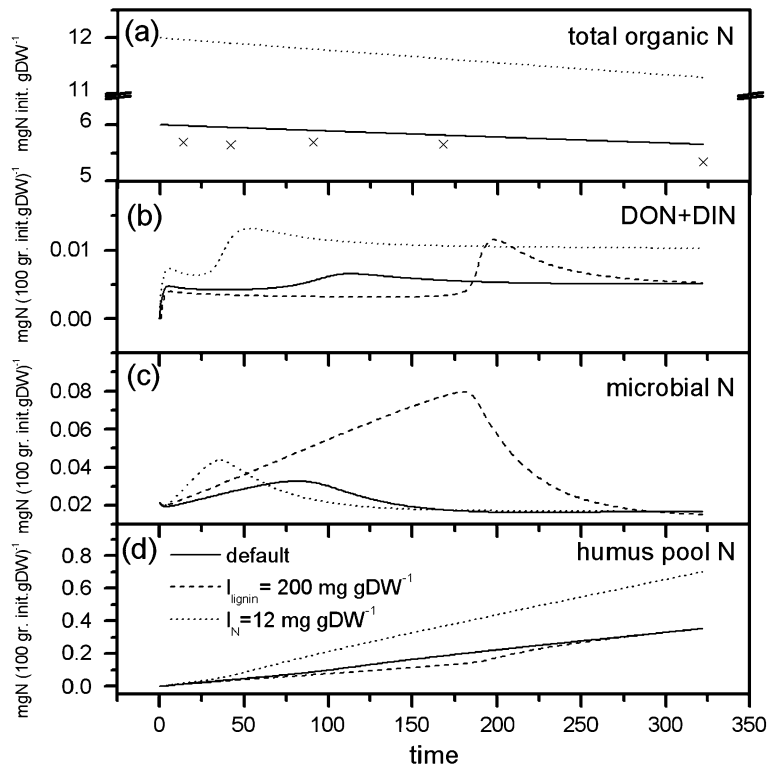 (a) total organic N
mgN init. gDW-1
12
11
6
5
(b) DON+DIN
mgN (100 gr. init.gDW)-1
0.01
0.00
(c) microbial N
mgN (100 gr. init.gDW)-1
0.08
0.06
0.04
0.02
(d) humus pool N
mgN (100 gr. init.gDW)-1
0.8
0.6
0.4
0.2
0.0
default
Ilignin= 200 mg gDW-1
IN=12 mg gDW-1
0 50 100 150 200 250 300 350
time